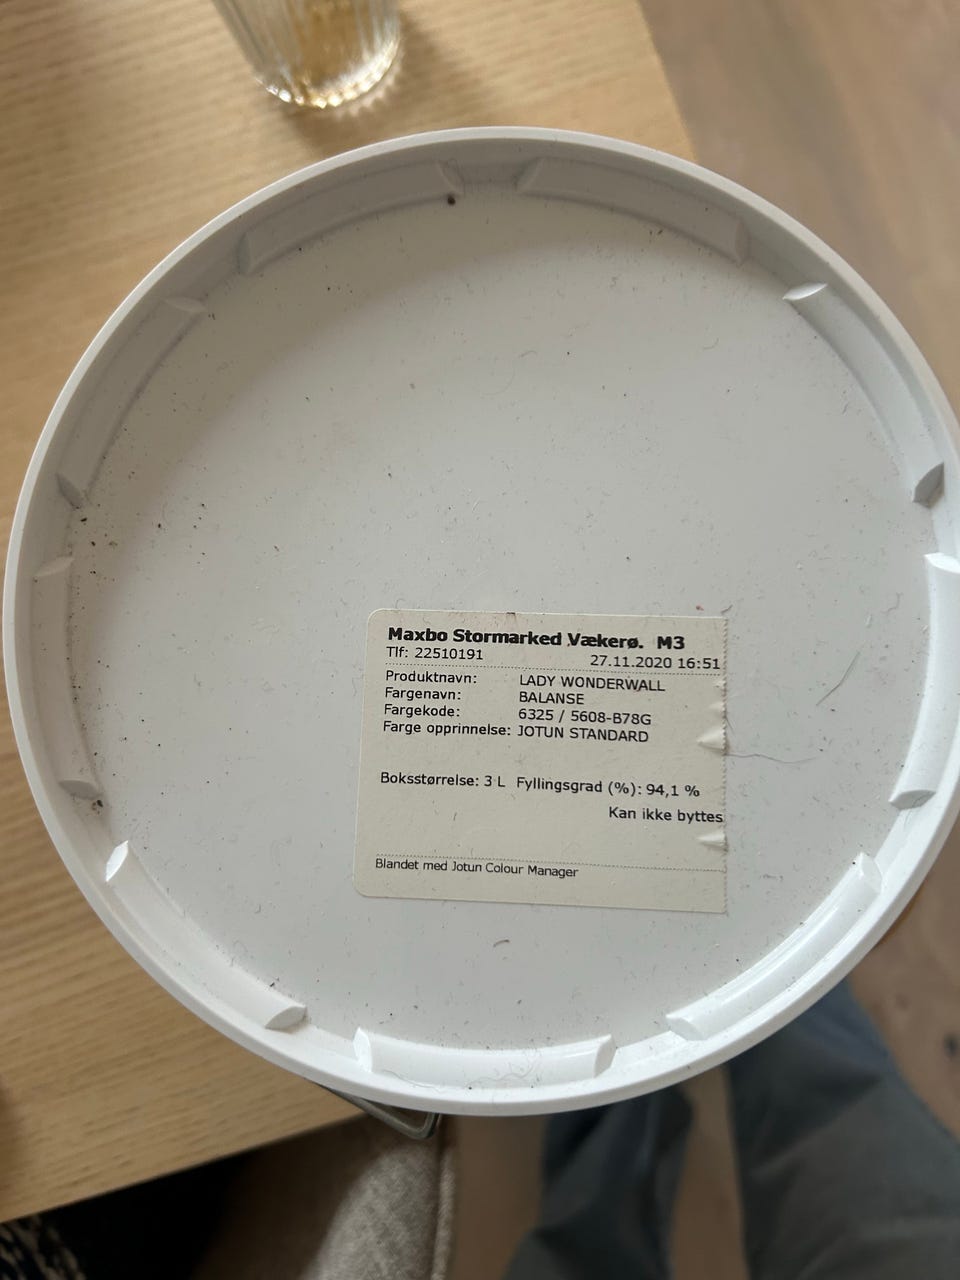 Maxbo Stormarked Vækerø. M3
Tlf: 22510191 27.11.2020 16:51
Produktnavn: LADY WONDERWALL
Fargenavn: BALANSE
Fargekode: 6325 / 5608-B78G
Farge opprinnelse: JOTUN STANDARD
Boksstørrelse: 3 L Fyllingsgrad (%): 94,1 %
Kan ikke byttes
Blandet med Jotun Colour Manager